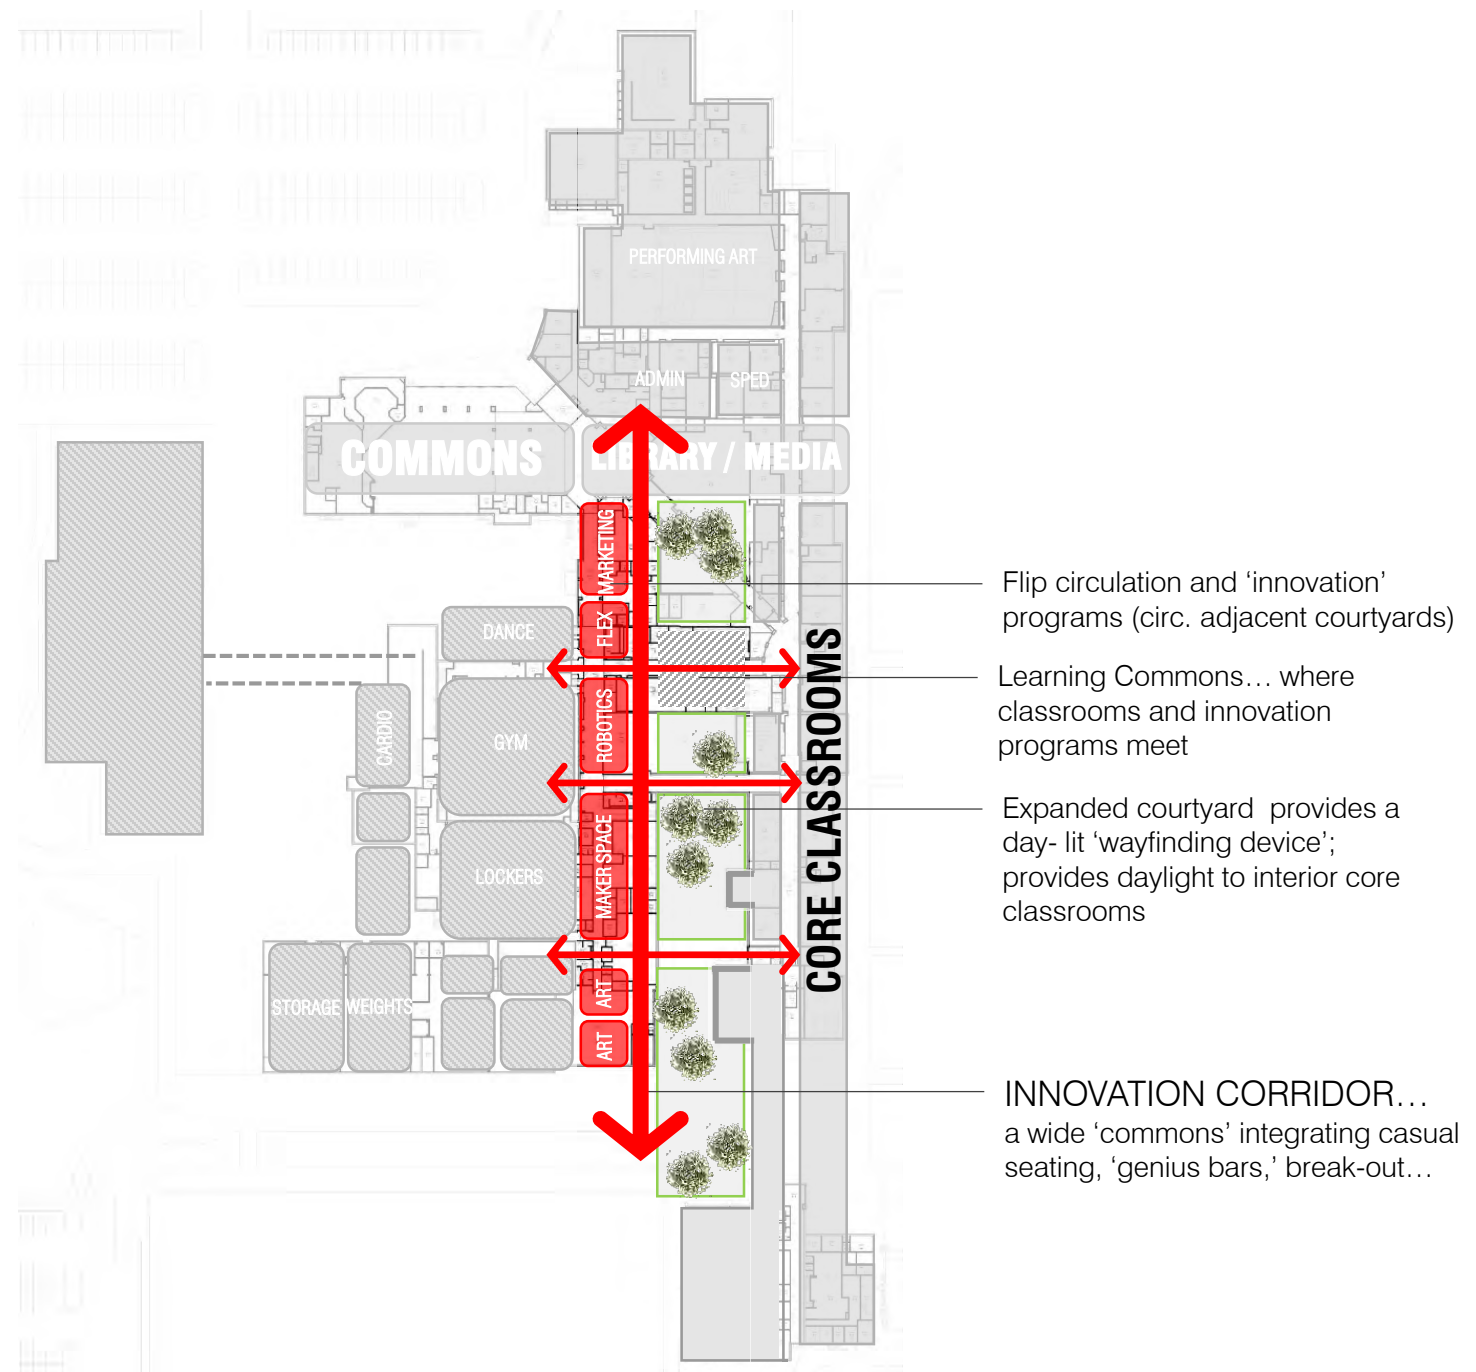 PERFORMING ART
ADMIN
SPED
COMMONS
LIBRARY / MEDIA
MARKETING
FLEX
DANCE
ROBOTICS
GYM
CARDIO
MAKER SPACE
LOCKERS
CORE CLASSROOMS
ART
STORAGE
WEIGHTS
ART
Flip circulation and ‘innovation’
programs (circ. adjacent courtyards)
Learning Commons… where
classrooms and innovation
programs meet
Expanded courtyard provides a
day- lit ‘wayfinding device’;
provides daylight to interior core
classrooms
INNOVATION CORRIDOR…
a wide ‘commons’ integrating casual
seating, ‘genius bars,’ break-out…